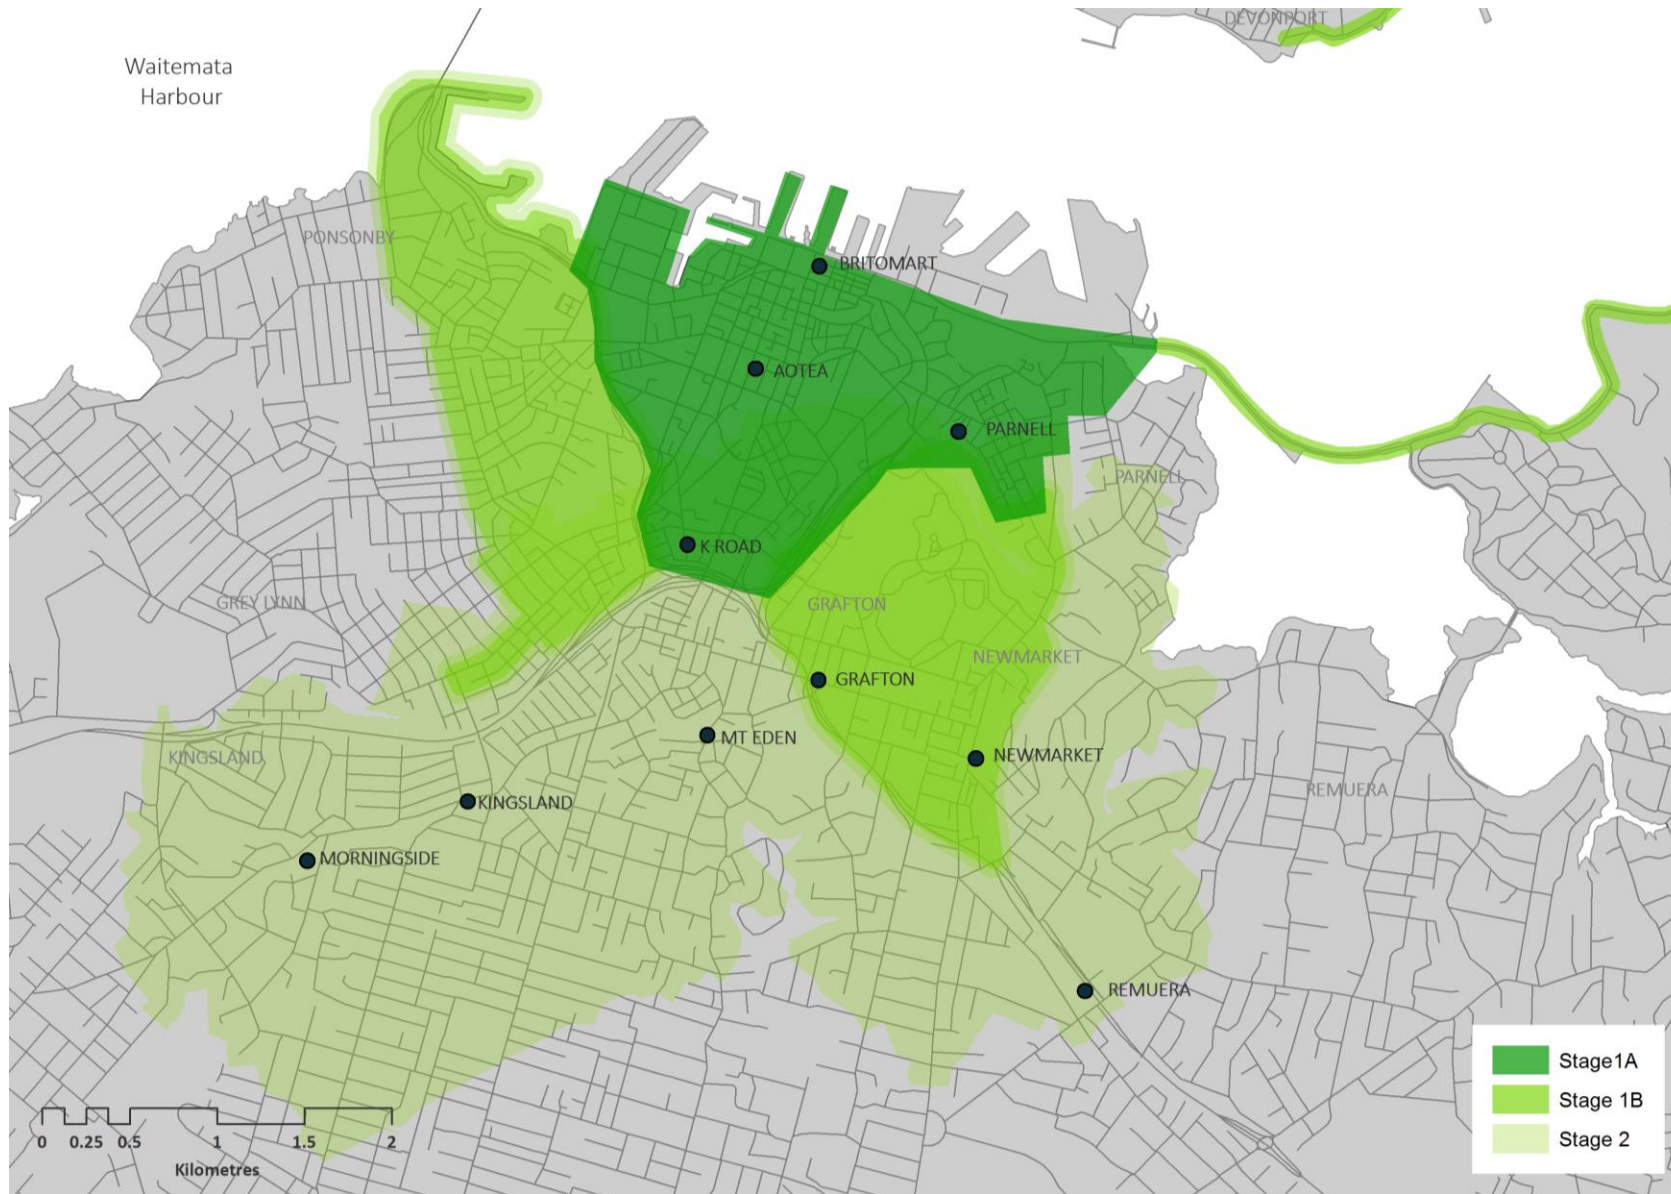 DEVONPORT
Waitemata
Harbour
PONSONBY
BRITOMART
AOTEA
PARNELL
PARNELL
K ROAD
GREY LYNN
GRAFTON
NEWMARKET
GRAFTON
MT EDEN
NEWMARKET
KINGSLAND
REMUERA
KINGSLAND
MORNINGSIDE
REMUERA
Stage1A
Stage 1B
Stage 2
0 0.25 0.5 1 1.5 2
Kilometres